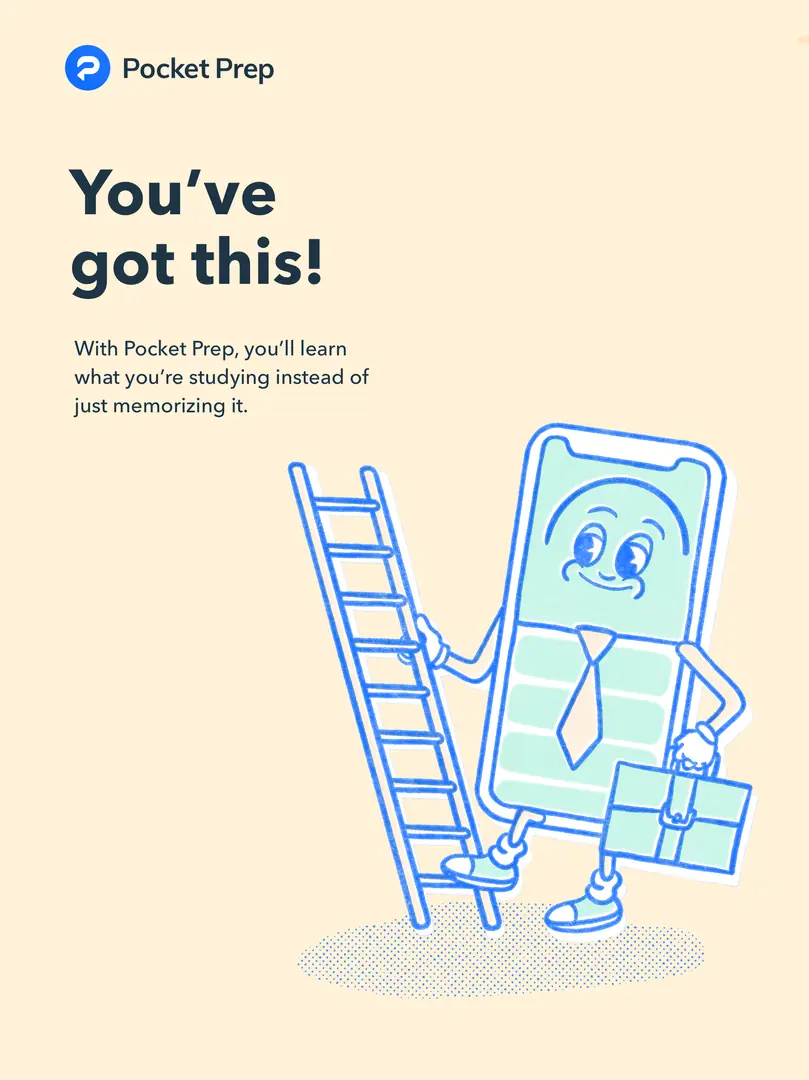 Pocket Prep
You’ve
got this!
With Pocket Prep, you’ll learn
what you’re studying instead of
just memorizing it.